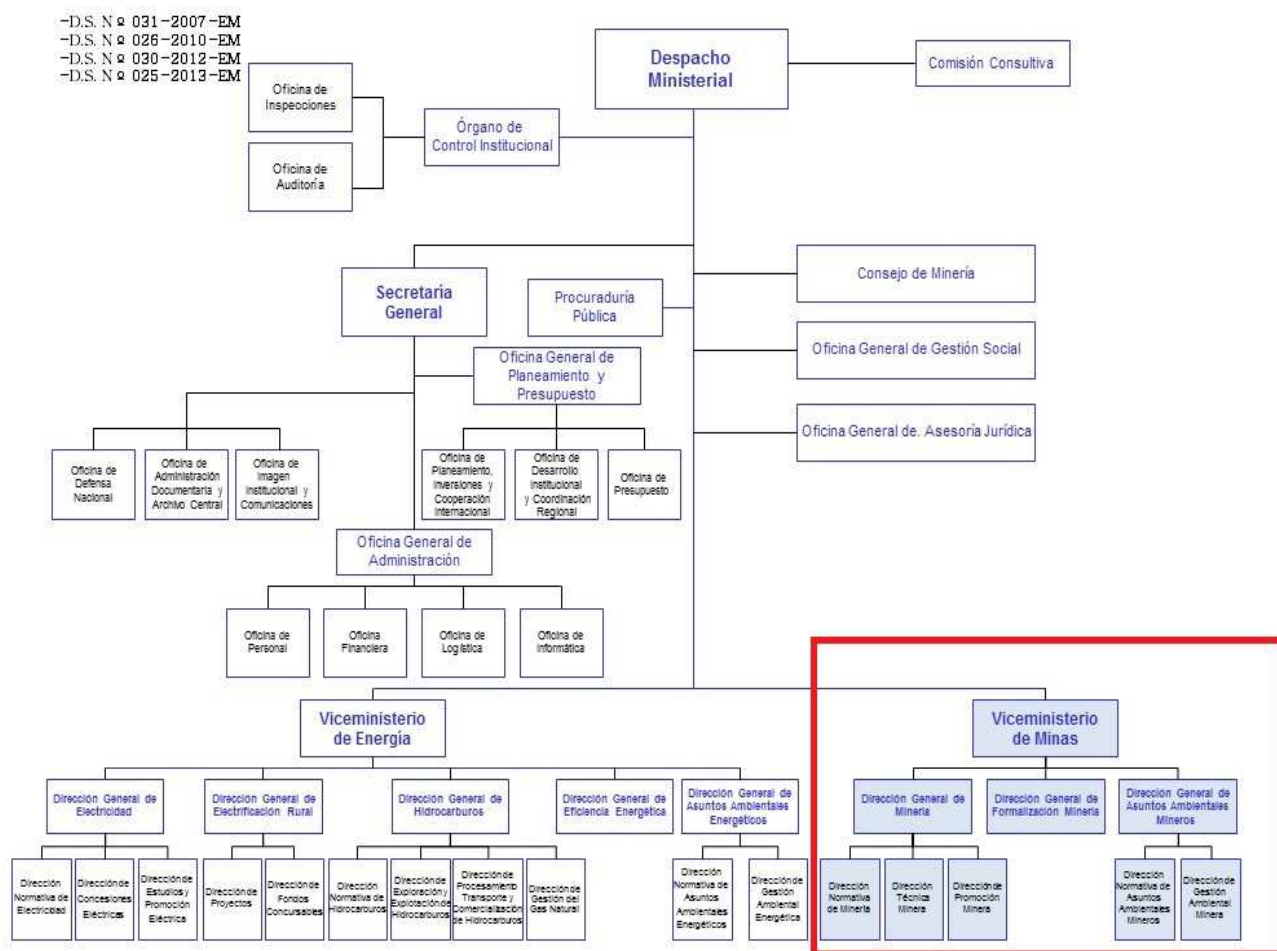 -D.S. Nº 031-2007-EM
-D.S. Nº 026-2010-EM
-D.S. Nº 030-2012-EM
-D.S. Nº 025-2013-EM
Despacho
Ministerial
Comisión Consultiva
Oficina de
Inspecciones
Órgano de
Control Institucional
Oficina de
Auditoría
Secretaría
General
Procuraduría
Pública
Consejo de Minería
Oficina General de Gestión Social
Oficina General de
Planeamiento y
Presupuesto
Oficina General de. Asesoría Jurídica
Oficina de
Defensa
Nacional
Oficina de
Administración
Documentaria y
Archivo Central
Oficina de
Imagen
Institucional y
Comunicaciones
Oficina de
Planeamiento,
Inversiones y
Cooperación
Internacional
Oficina de
Desarrollo
Institucional
y Coordinación
Regional
Oficina de
Presupuesto
Oficina General de
Administración
Oficina de
Personal
Oficina
Financiera
Oficina de
Logística
Oficina de
Informática
Viceministerio
de Energía
Viceministerio
de Minas
Dirección General de
Electricidad
Dirección General de
Electrificación Rural
Dirección General de
Hidrocarburos
Dirección General de
Eficiencia Energética
Dirección General de
Asuntos Ambientales
Energéticos
Dirección General de
Minería
Dirección General de
Formalización Minería
Dirección General de
Asuntos Ambientales
Mineros
Dirección
Normativa de
Electricidad
Dirección de
Concesiones
Eléctricas
Dirección de
Estudios y
Promoción
Eléctrica
Dirección de
Proyectos
Dirección de
Fondos
Concursables
Dirección
Normativa de
Hidrocarburos
Dirección de
Exploración y
Explotación de
Hidrocarburos
Dirección de
Procesamiento
Transporte y
Comercialización
de Hidrocarburos
Dirección de
Gestión del
Gas Natural
Dirección
Normativa de
Asuntos
Ambientales
Energéticos
Dirección de
Gestión
Ambiental
Energética
Dirección
Normativa
de Minería
Dirección
Técnica
Minera
Dirección de
Promoción
Minera
Dirección
Normativa de
Asuntos
Ambientales
Mineros
Dirección de
Gestión
Ambiental
Minera